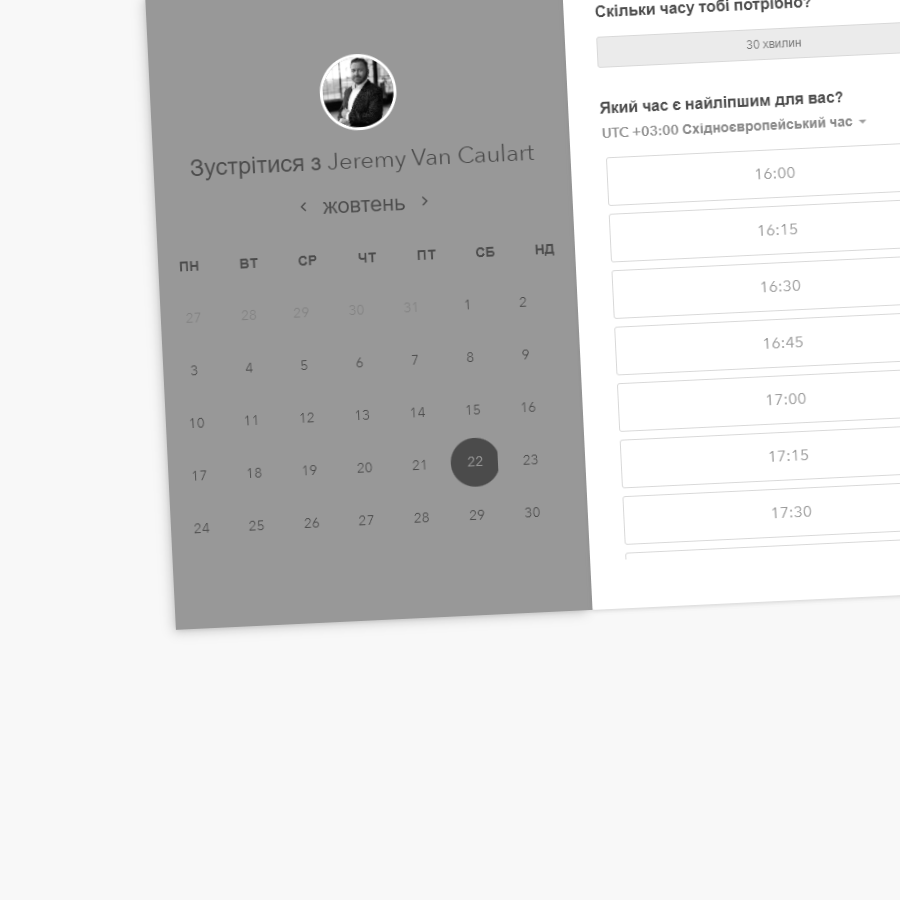 Зустрітися з Jeremy Van Caulart
‹ жовтень ›
ПН ВТ СР ЧТ ПТ СБ НД
27 28 29 30 31 1 2
3 4 5 6 7 8 9
10 11 12 13 14 15 16
17 18 19 20 21 22 23
24 25 26 27 28 29 30
Скільки часу тобі потрібно?
30 хвилин
Який час є найліпшим для вас?
UTC +03:00 Східноєвропейський час
16:00
16:15
16:30
16:45
17:00
17:15
17:30